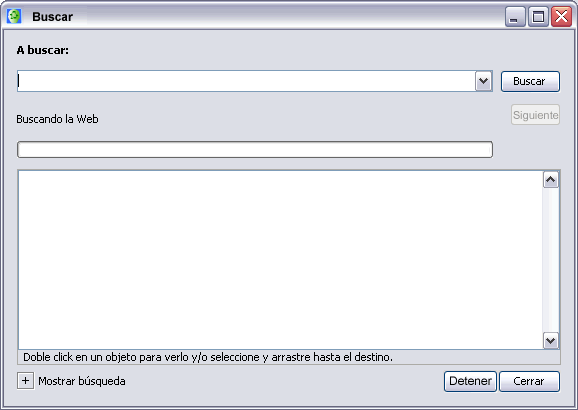 Buscar
A buscar:
Buscar
Siguiente
Buscando la Web
Doble click en un objeto para verlo y/o seleccione y arrastre hasta el destino.
+ Mostrar búsqueda
Detener
Cerrar